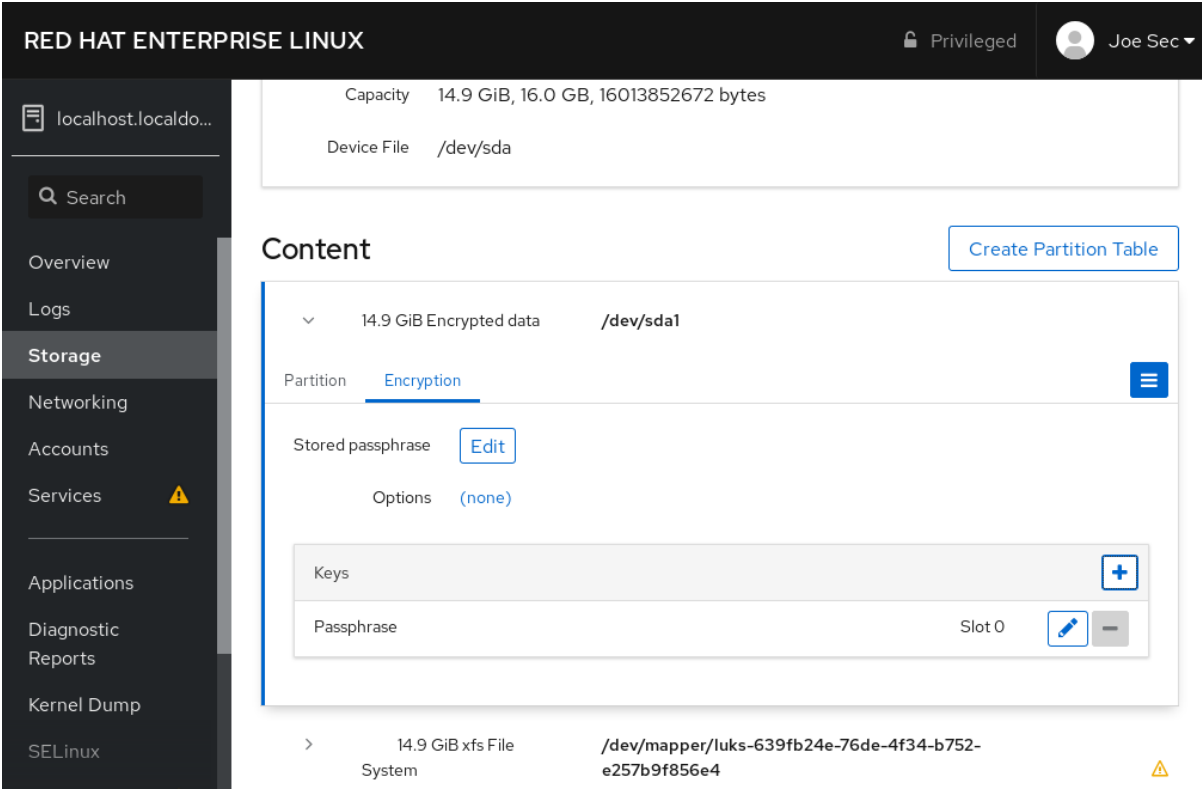 RED HAT ENTERPRISE LINUX
Privileged
Joe Sec
localhost.localdo...
Search
Overview
Logs
Storage
Networking
Accounts
Services
Applications
Diagnostic
Reports
Kernel Dump
SELinux
Capacity 14.9 GiB, 16.0 GB, 16013852672 bytes
Device File /dev/sda
Content
Create Partition Table
14.9 GiB Encrypted data /dev/sda1
Partition Encryption
Stored passphrase Edit
Options (none)
Keys
Passphrase Slot 0
14.9 GiB xfs File /dev/mapper/luks-639fb24e-76de-4f34-b752-
System e257b9f856e4